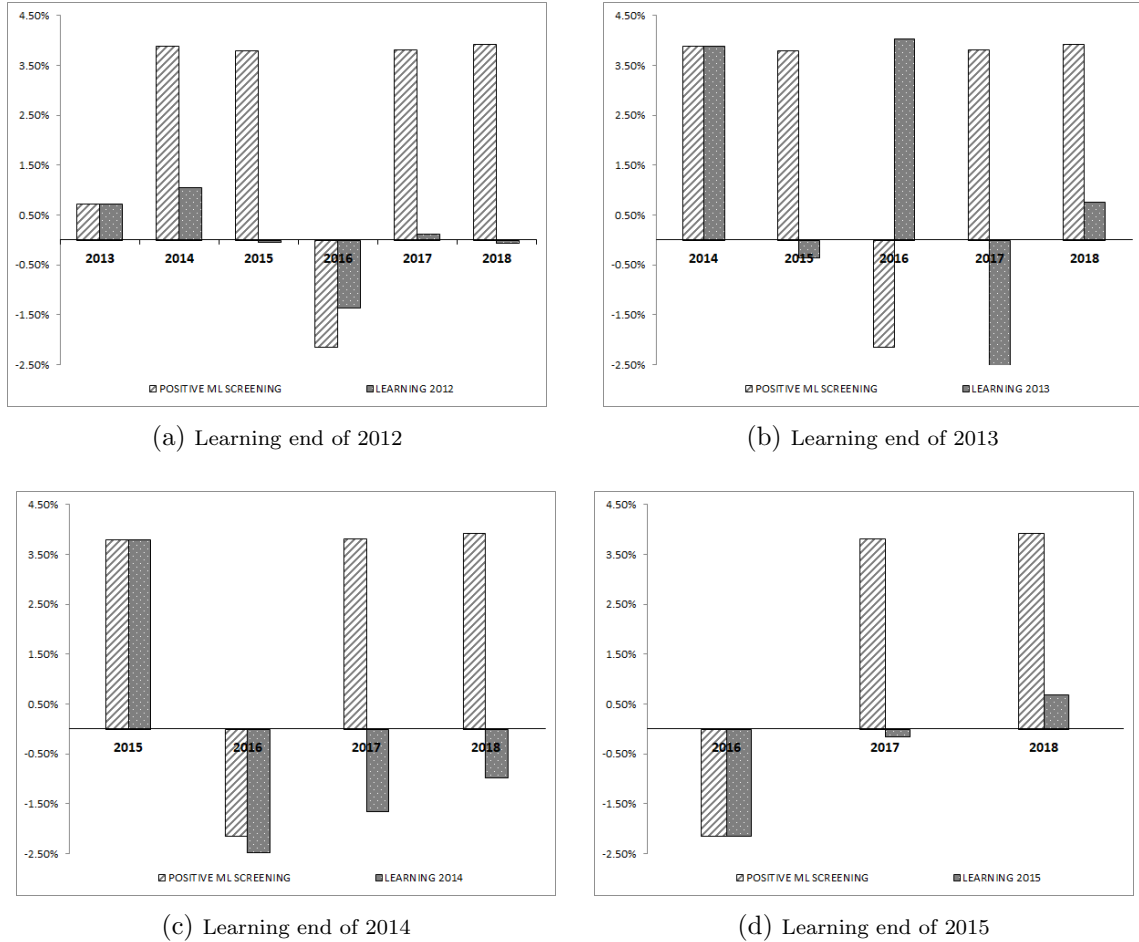 4.50%
3.50%
2.50%
1.50%
0.50%
-0.50%
-1.50%
-2.50%
2013 2014 2015 2016 2017 2018
POSITIVE ML SCREENING LEARNING 2012
(a) Learning end of 2012
4.50%
3.50%
2.50%
1.50%
0.50%
-0.50%
-1.50%
-2.50%
2014 2015 2016 2017 2018
POSITIVE ML SCREENING LEARNING 2013
(b) Learning end of 2013
4.50%
3.50%
2.50%
1.50%
0.50%
-0.50%
-1.50%
-2.50%
2015 2016 2017 2018
POSITIVE ML SCREENING LEARNING 2014
(c) Learning end of 2014
4.50%
3.50%
2.50%
1.50%
0.50%
-0.50%
-1.50%
-2.50%
2016 2017 2018
POSITIVE ML SCREENING LEARNING 2015
(d) Learning end of 2015